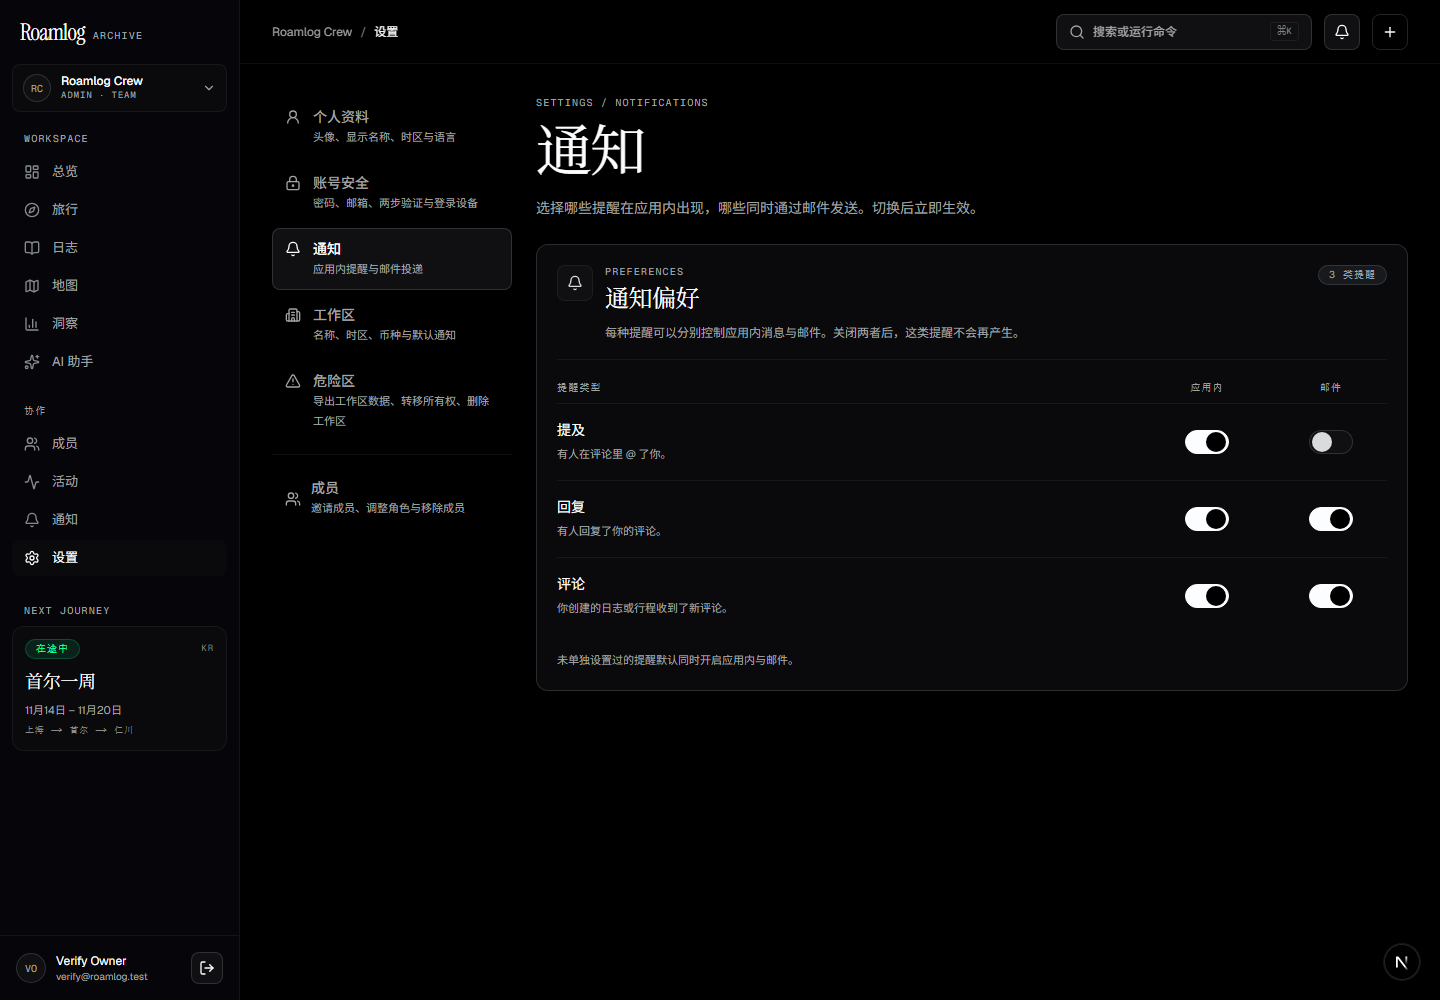 Roamlog ARCHIVE
RC
Roamlog Crew
ADMIN · TEAM
WORKSPACE
总览
旅行
日志
地图
洞察
AI 助手
协作
成员
活动
通知
设置
NEXT JOURNEY
在途中
KR
首尔一周
11月14日 – 11月20日
上海 → 首尔 → 仁川
VO
Verify Owner
verify@roamlog.test
Roamlog Crew / 设置
搜索或运行命令
⌘K
个人资料
头像、显示名称、时区与语言
账号安全
密码、邮箱、两步验证与登录设备
通知
应用内提醒与邮件投递
工作区
名称、时区、币种与默认通知
危险区
导出工作区数据、转移所有权、删除
工作区
成员
邀请成员、调整角色与移除成员
SETTINGS / NOTIFICATIONS
通知
选择哪些提醒在应用内出现，哪些同时通过邮件发送。切换后立即生效。
PREFERENCES
通知偏好
每种提醒可以分别控制应用内消息与邮件。关闭两者后，这类提醒不会再产生。
3 类提醒
提醒类型 应用内 邮件
提及
有人在评论里 @ 了你。
回复
有人回复了你的评论。
评论
你创建的日志或行程收到了新评论。
未单独设置过的提醒默认同时开启应用内与邮件。
N